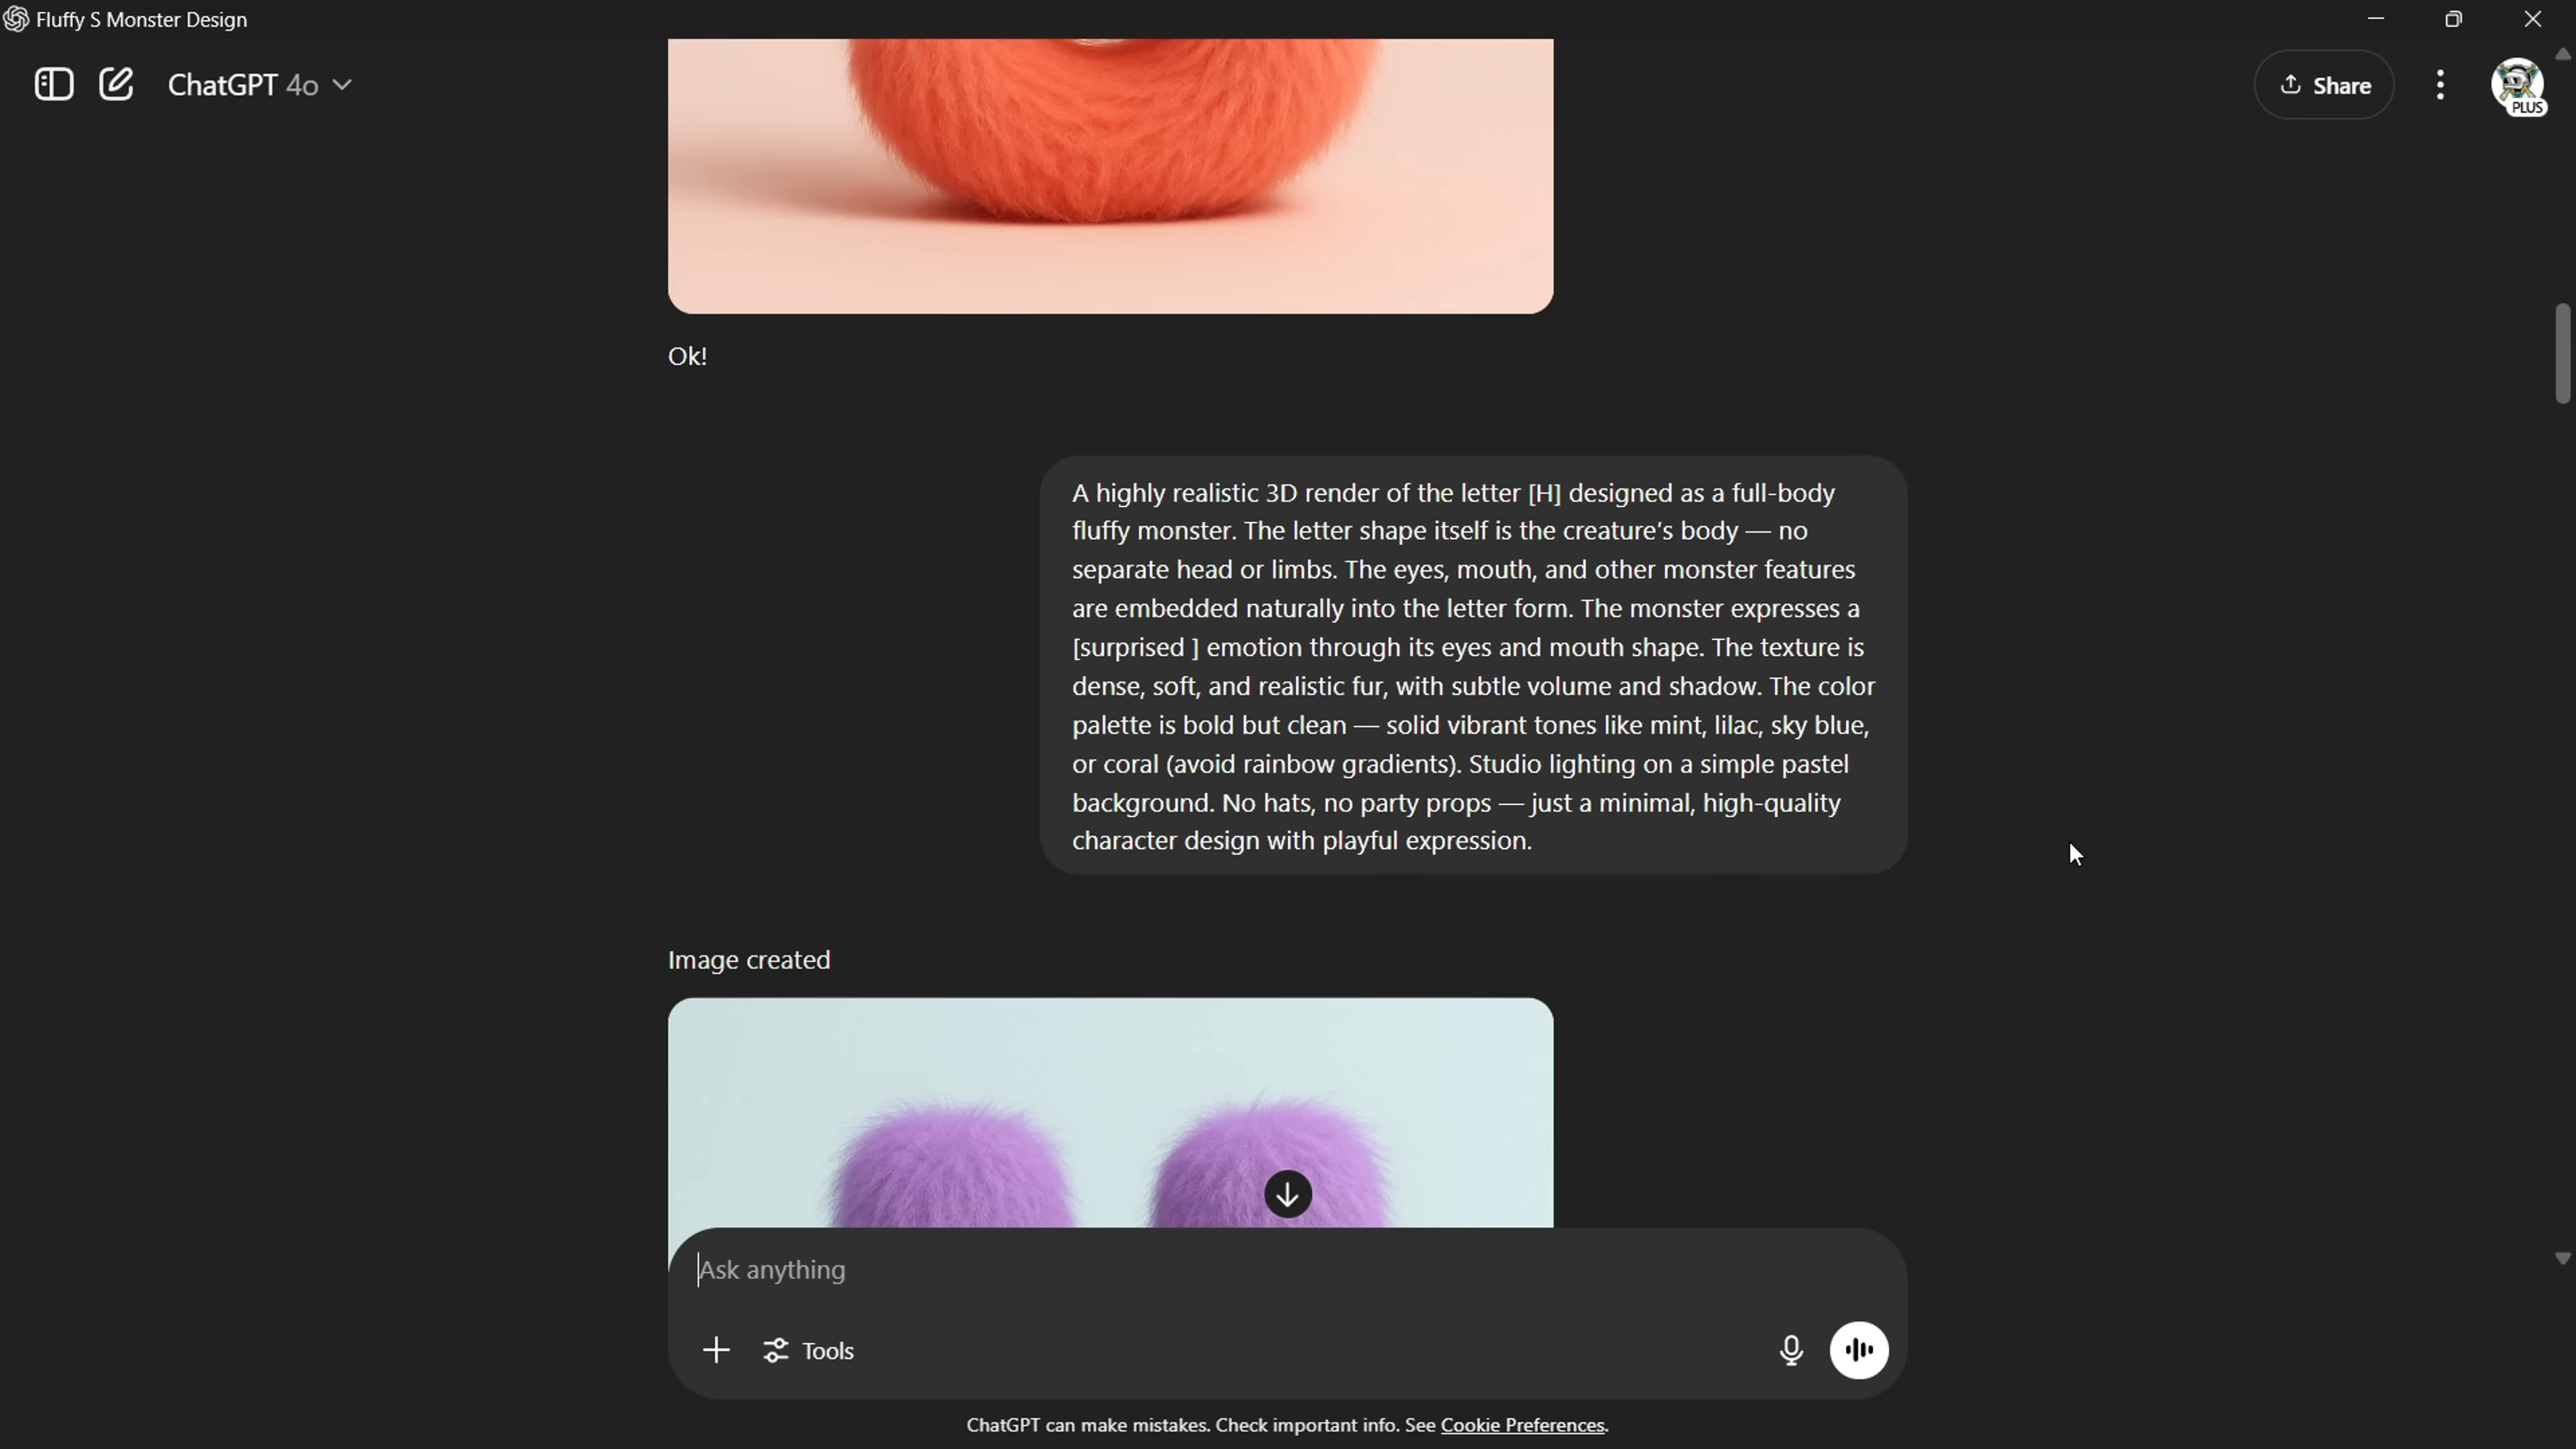 Fluffy S Monster Design
ChatGPT 4o
Share
PLUS
Ok!
A highly realistic 3D render of the letter [H] designed as a full-body
fluffy monster. The letter shape itself is the creature's body — no
separate head or limbs. The eyes, mouth, and other monster features
are embedded naturally into the letter form. The monster expresses a
[surprised ] emotion through its eyes and mouth shape. The texture is
dense, soft, and realistic fur, with subtle volume and shadow. The color
palette is bold but clean — solid vibrant tones like mint, lilac, sky blue,
or coral (avoid rainbow gradients). Studio lighting on a simple pastel
background. No hats, no party props — just a minimal, high-quality
character design with playful expression.
Image created
Ask anything
Tools
ChatGPT can make mistakes. Check important info. See Cookie Preferences.